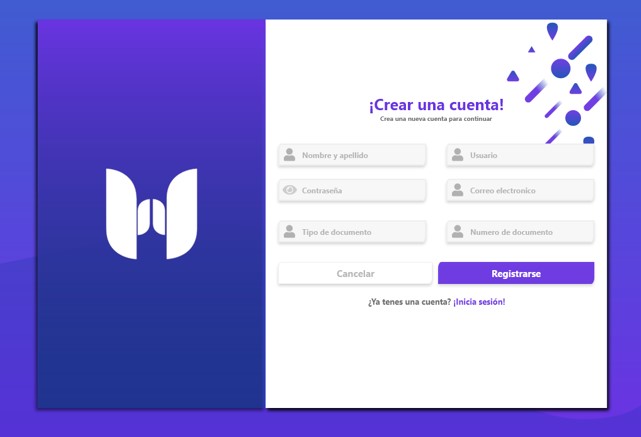 ¡Crear una cuenta!
Crea una nueva cuenta para continuar
Nombre y apellido
Usuario
Contraseña
Correo electronico
Tipo de documento
Numero de documento
Cancelar
Registrarse
¿Ya tenes una cuenta? ¡Inicia sesión!